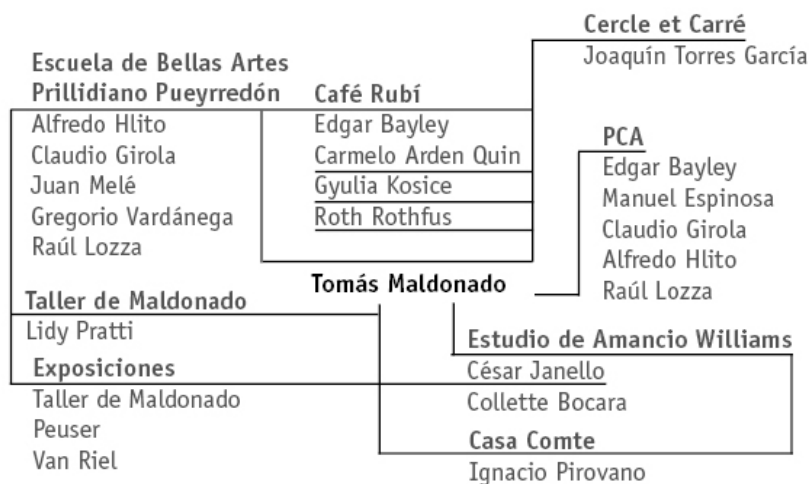 Cercle et Carré
Joaquín Torres García
Escuela de Bellas Artes
Prillidiano Pueyrredón
Alfredo Hlito
Claudio Girola
Juan Melé
Gregorio Vardánega
Raúl Lozza
Café Rubí
Edgar Bayley
Carmelo Arden Quin
Gyulia Kosice
Roth Rothfus
PCA
Edgar Bayley
Manuel Espinosa
Claudio Girola
Alfredo Hlito
Raúl Lozza
Tomás Maldonado
Taller de Maldonado
Lidy Pratti
Exposiciones
Taller de Maldonado
Peuser
Van Riel
Estudio de Amancio Williams
César Janello
Collette Bocara
Casa Comte
Ignacio Pirovano